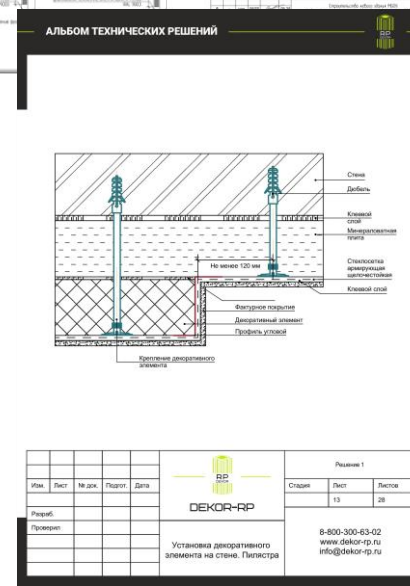 АЛЬБОМ ТЕХНИЧЕСКИХ РЕШЕНИЙ
RP
Стена
Дюбель
Клеевой
слой
Минераловатная
плита
Не менее 120 мм
Стеклосетка
армирующая
щелочестойкая
Клеевой слой
Фактурное покрытие
Декоративный элемент
Профиль угловой
Крепление декоративного
элемента
Изм. Лист № док. Подгот. Дата
Разраб.
Проверил
RP
DEKOR-RP
Установка декоративного
элемента на стене. Пилястра
Решение 1
Стадия Лист Листов
13 28
8-800-300-63-02
www.dekor-rp.ru
info@dekor-rp.ru